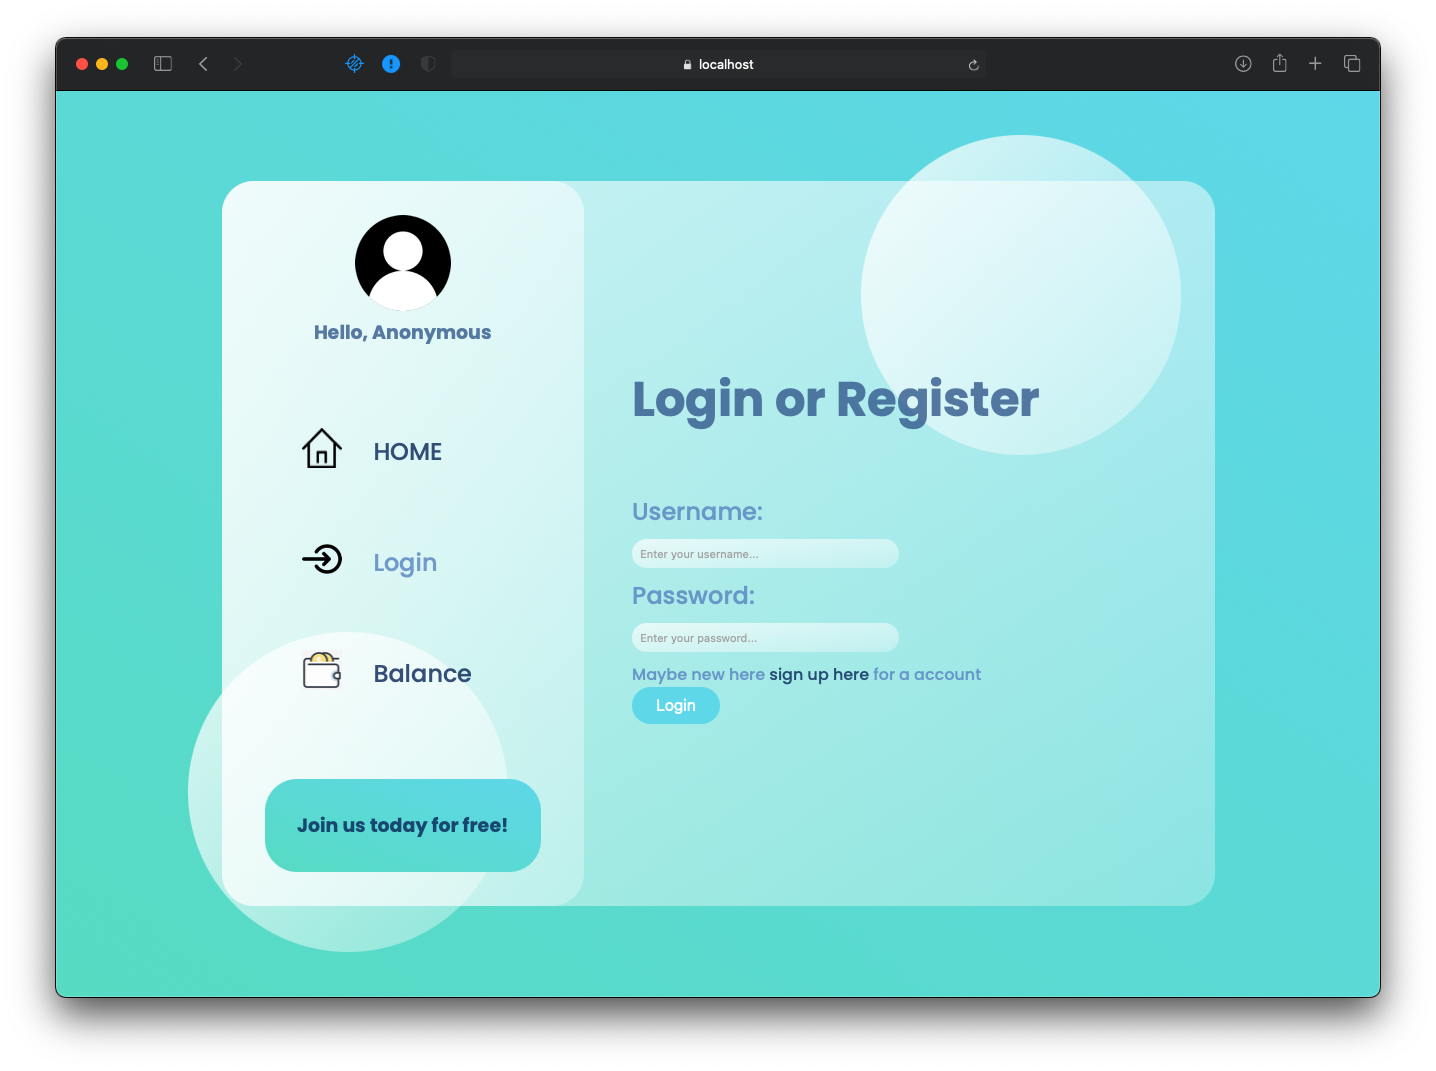 localhost
Hello, Anonymous
HOME
Login
Balance
Join us today for free!
Login or Register
Username:
Enter your username...
Password:
Enter your password...
Maybe new here sign up here for a account
Login